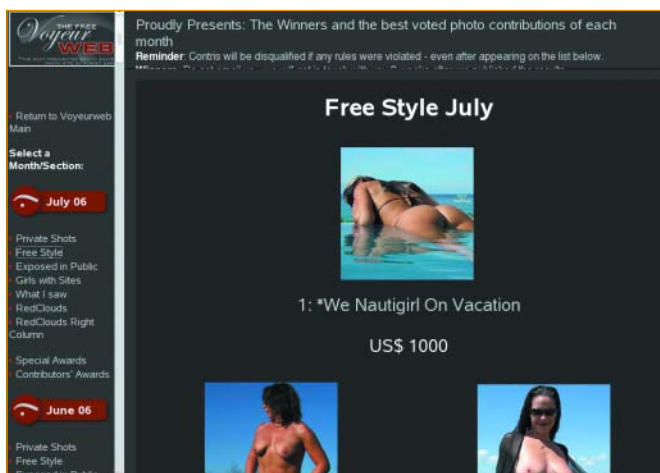 THE FREE
Voyeur
WEB
Return to Voyeurweb
Main
Select a
Month/Section:
July 06
Private Shots
Free Style
Exposed in Public
Girls with Sites
What I saw
RedClouds
RedClouds Right
Column
Special Awards
Contributors' Awards
June 06
Private Shots
Free Style
Proudly Presents: The Winners and the best voted photo contributions of each
month
Reminder: Contris will be disqualified if any rules were violated - even after appearing on the list below.
Free Style July
1: *We Nautigirl On Vacation
US$ 1000